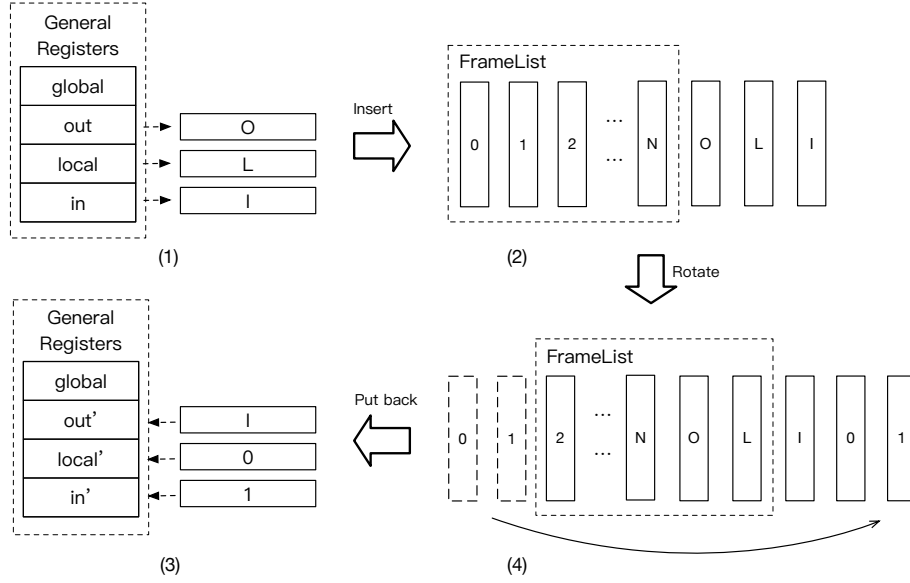 General
Registers
global
out
local
in
O
L
I
(1)
Insert
FrameList
0 1 2 ... ... N O L I
(2)
Rotate
General
Registers
global
out’
local’
in’
I
0
1
(3)
Put back
FrameList
0 1 2 ... ... N O L I 0 1
(4)